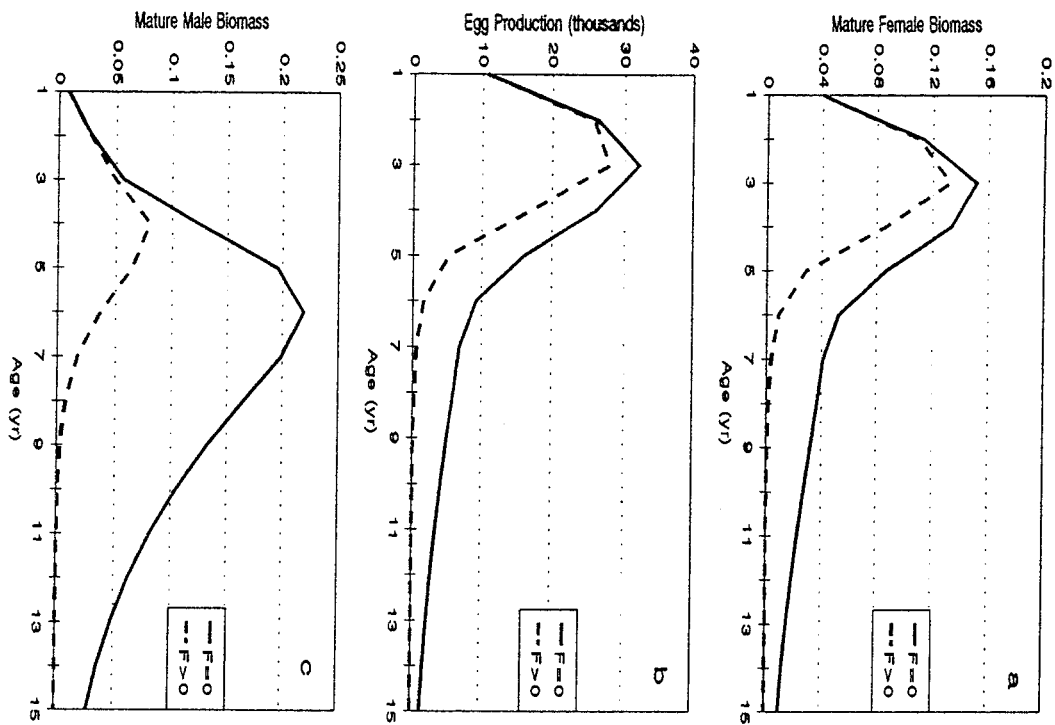 Mature Female Biomass
0.2
0.16
0.12
0.08
0.04
0
a
F=0
F>0
1 3 5 7 9 11 13 15
Age (yr)
Egg Production (thousands)
40
30
20
10
0
b
F=0
F>0
1 3 5 7 9 11 13 15
Age (yr)
Mature Male Biomass
0.25
0.2
0.15
0.1
0.05
0
c
F=0
F>0
1 3 5 7 9 11 13 15
Age (yr)